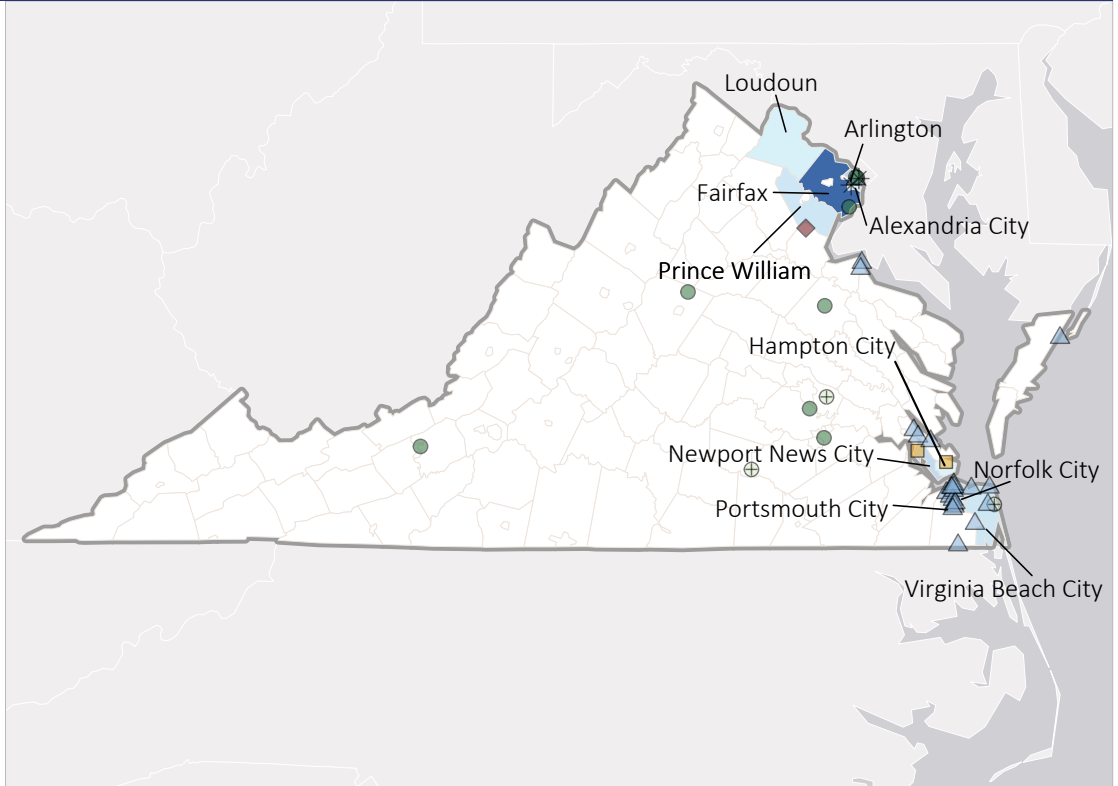 Loudoun
Arlington
Fairfax
Alexandria City
Prince William
Hampton City
Newport News City
Norfolk City
Portsmouth City
Virginia Beach City